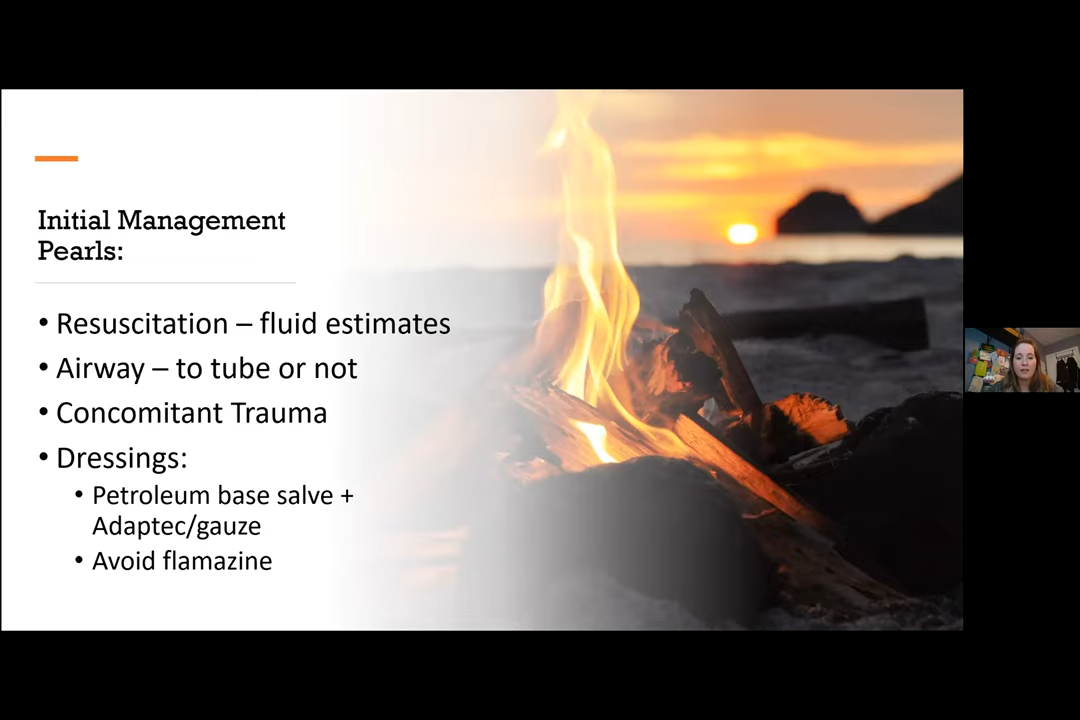 Initial Management
Pearls:
• Resuscitation – fluid estimates
• Airway – to tube or not
• Concomitant Trauma
• Dressings:
• Petroleum base salve +
Adaptec/gauze
• Avoid flamazine